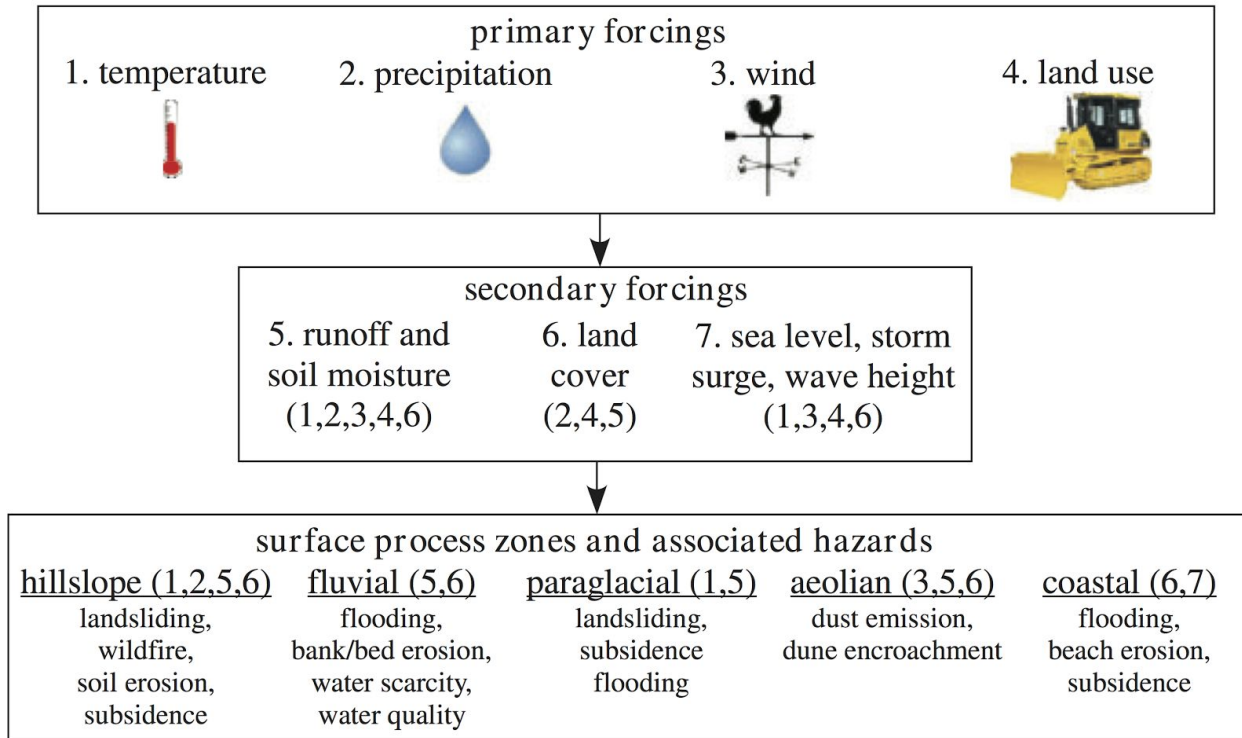 primary forcings
1. temperature
2. precipitation
3. wind
4. land use
secondary forcings
5. runoff and
soil moisture
(1,2,3,4,6)
6. land
cover
(2,4,5)
7. sea level, storm
surge, wave height
(1,3,4,6)
surface process zones and associated hazards
hillslope (1,2,5,6)
landsliding,
wildfire,
soil erosion,
subsidence
fluvial (5,6)
flooding,
bank/bed erosion,
water scarcity,
water quality
paraglacial (1,5)
landsliding,
subsidence
flooding
aeolian (3,5,6)
dust emission,
dune encroachment
coastal (6,7)
flooding,
beach erosion,
subsidence